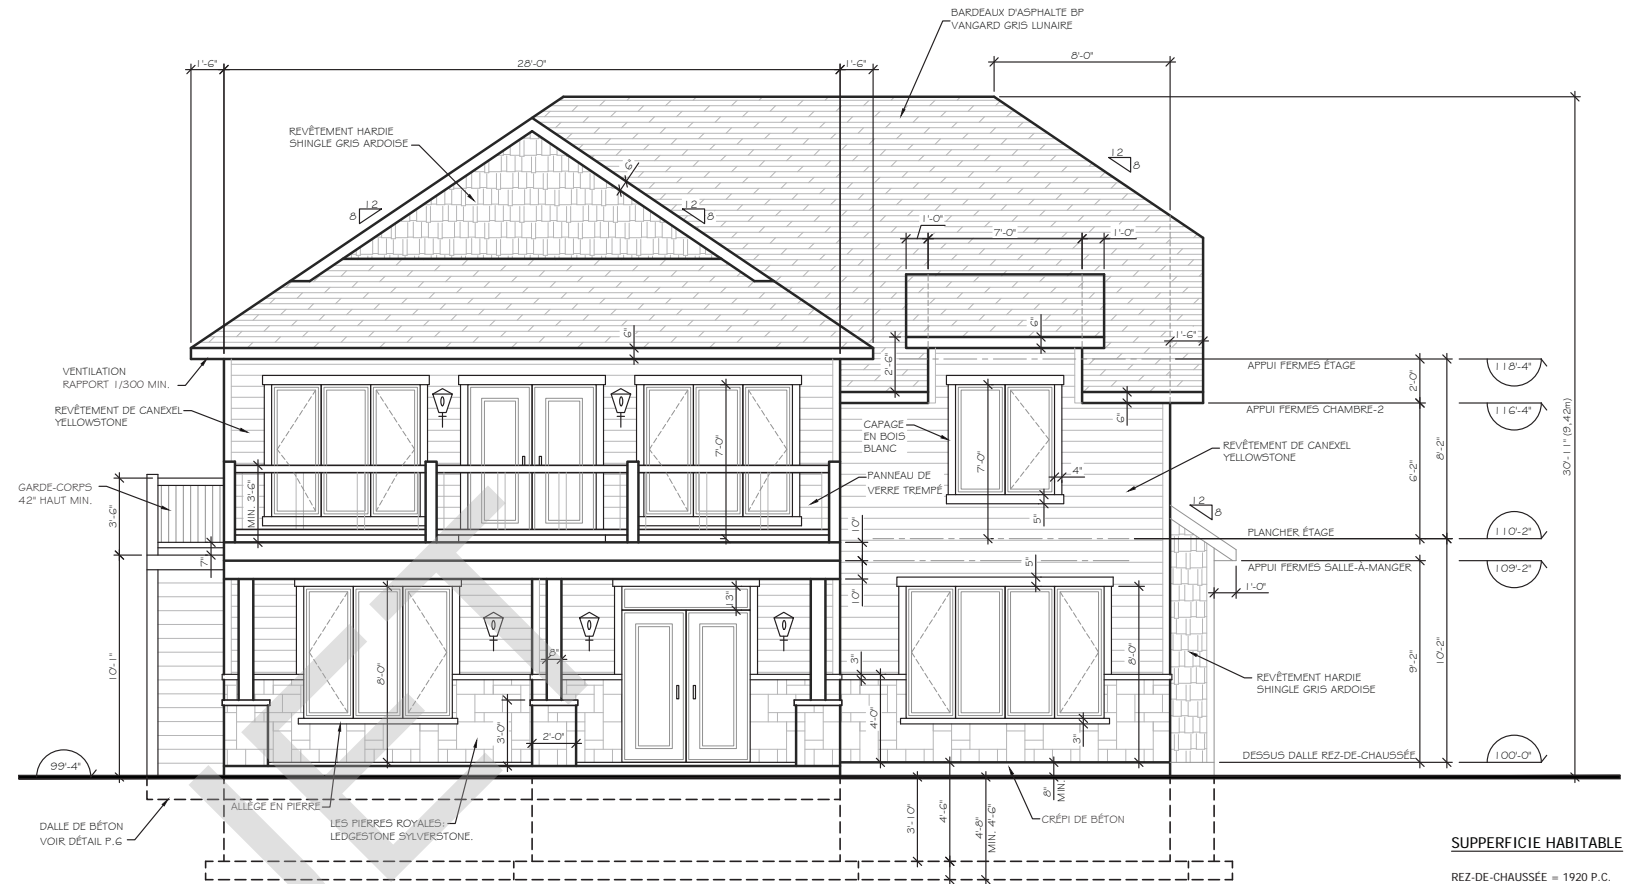 BARDEAUX D'ASPHALTE BP
VANGARD GRIS LUNAIRE
1'-6"
28'-0"
1'-6"
8'-0"
REVÊTEMENT HARDIE
SHINGLE GRIS ARDOISE
6"
12
8
12
8
12
8
1'-0"
7'-0"
1'-0"
6"
6"
2'-6"
1'-6"
6"
VENTILATION
RAPPORT 1/300 MIN.
REVÊTEMENT DE CANEXEL
YELLOWSTONE
APPUI FERMES ÉTAGE
118'-4"
2'-0"
APPUI FERMES CHAMBRE-2
116'-4"
30'-11" (9,42m)
CAPAGE
EN BOIS
BLANC
7'-0"
7'-0"
4"
5"
REVÊTEMENT DE CANEXEL
YELLOWSTONE
6'-2"
8'-2"
PANNEAU DE
VERRE TREMPÉ
GARDE-CORPS
42" HAUT MIN.
3'-6"
MIN. 3'-6"
7"
10"
10"
12
8
PLANCHER ÉTAGE
110'-2"
APPUI FERMES SALLE-À-MANGER
109'-2"
1'-0"
5"
13"
8"
8'-0"
8'-0"
3"
4'-0"
3"
10'-1"
9'-2"
10'-2"
3'-0"
2'-0"
REVÊTEMENT HARDIE
SHINGLE GRIS ARDOISE
DESSUS DALLE REZ-DE-CHAUSSÉE
100'-0"
99'-4"
ALLÈGE EN PIERRE
LES PIERRES ROYALES:
LEDGESTONE SYLVERSTONE.
DALLE DE BÉTON
VOIR DÉTAIL P.6
3'-10"
4'-6"
4'-8"
MIN. 4'-6"
8"
MIN.
CRÉPI DE BÉTON
SUPPERFICIE HABITABLE
REZ-DE-CHAUSSÉE = 1920 P.C.